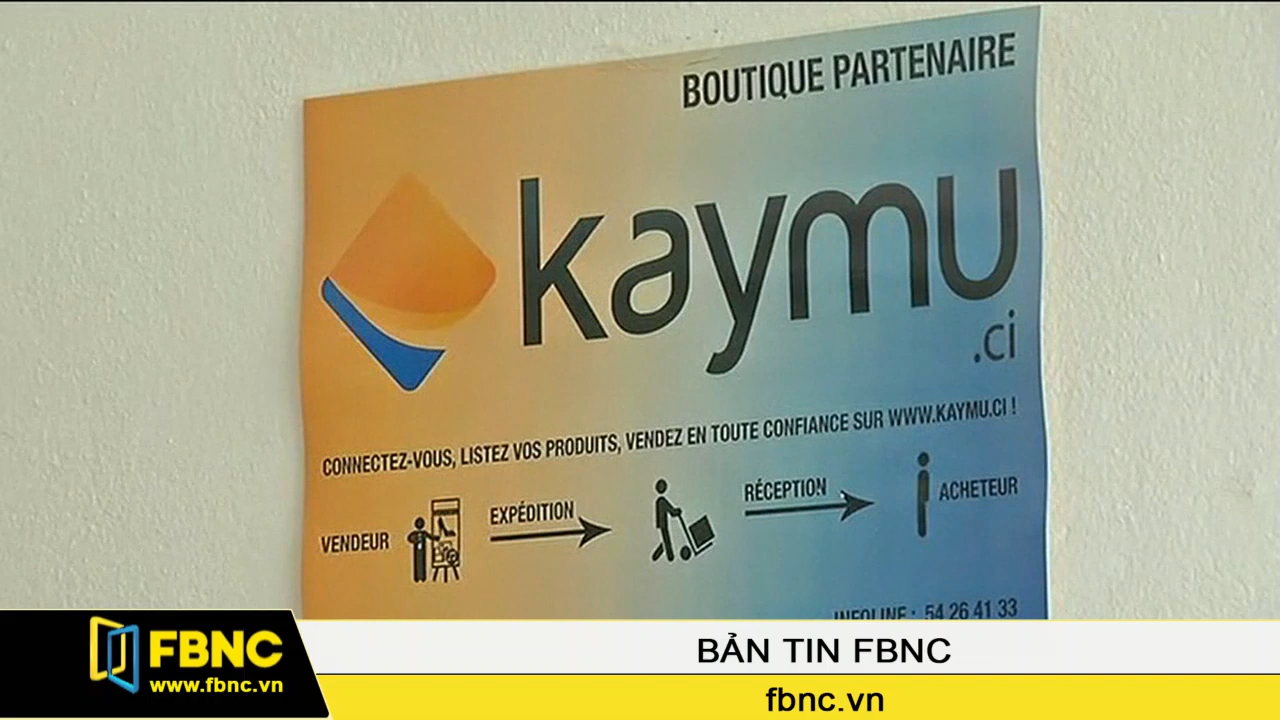 BOUTIQUE PARTENAIRE
kaymu
.ci
CONNECTEZ-VOUS, LISTEZ VOS PRODUITS, VENDEZ EN TOUTE CONFIANCE SUR WWW.KAYMU.CI !
VENDEUR
EXPÉDITION
RÉCEPTION
ACHETEUR
INFOLINE : 54 26 41 33
FBNC
www.fbnc.vn
BẢN TIN FBNC
fbnc.vn